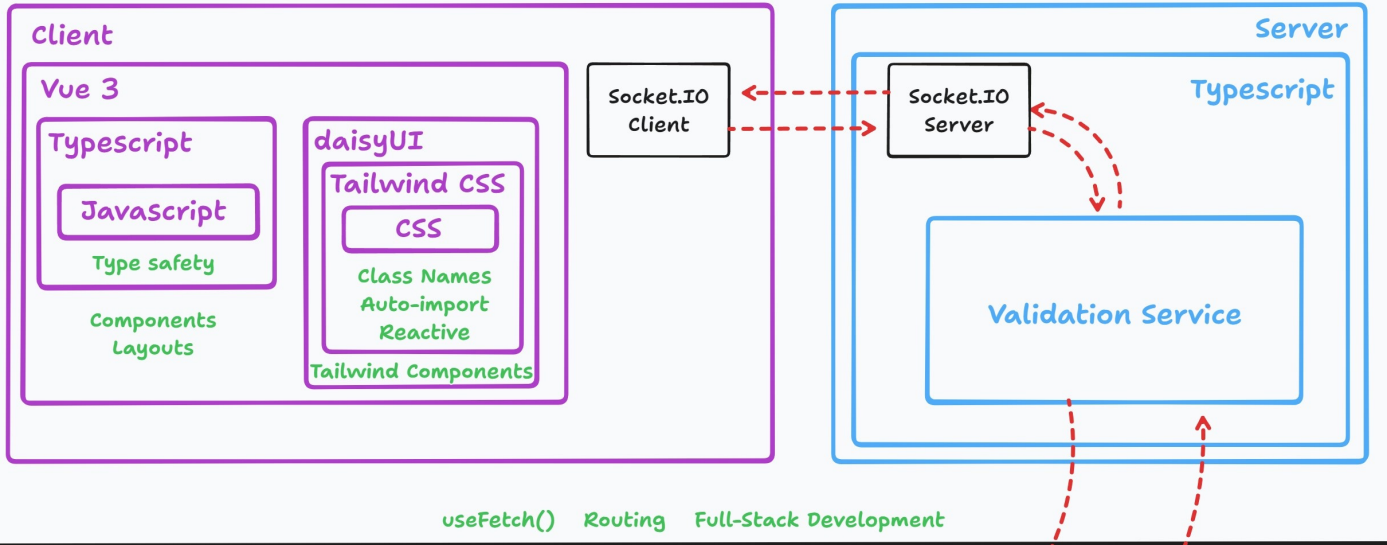 Client
Vue 3
Typescript
Javascript
Type safety
Components
Layouts
daisyUI
Tailwind CSS
CSS
Class Names
Auto-import
Reactive
Tailwind Components
Socket.IO
Client
Server
Typescript
Socket.IO
Server
Validation Service
useFetch() Routing Full-Stack Development